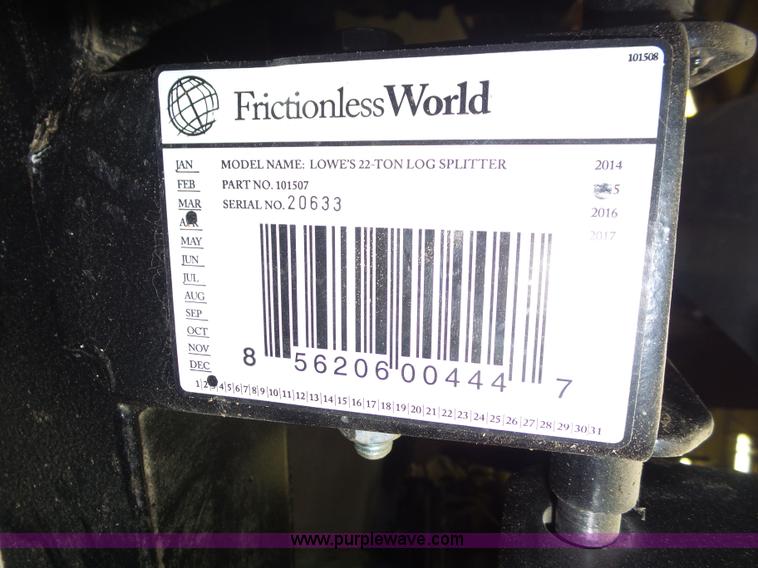 101508
FrictionlessWorld
MODEL NAME: LOWE'S 22-TON LOG SPLITTER
PART NO. 101507
SERIAL NO. 20633
JAN
FEB
MAR
MAY
JUN
JUL
AUG
SEP
OCT
NOV
DEC
2014
5
2016
2017
8 56206 00444 7
1 2 4 5 6 7 8 9 10 11 12 13 14 15 16 17 18 19 20 21 22 23 24 25 26 27 28 29 30 31
www.purplewave.com